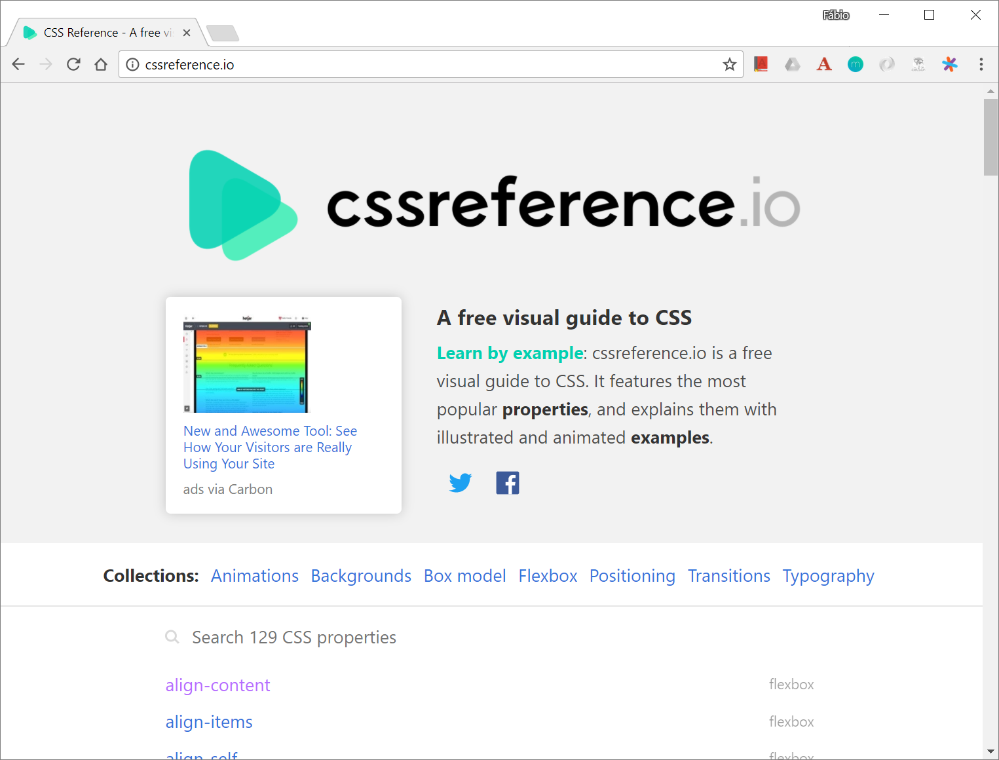 Fábio
CSS Reference - A free vi
cssreference.io
cssreference.io
A free visual guide to CSS
Learn by example: cssreference.io is a free
visual guide to CSS. It features the most
popular properties, and explains them with
illustrated and animated examples.
New and Awesome Tool: See
How Your Visitors are Really
Using Your Site
ads via Carbon
Collections: Animations Backgrounds Box model Flexbox Positioning Transitions Typography
Search 129 CSS properties
align-content flexbox
align-items flexbox
align-self flexbox